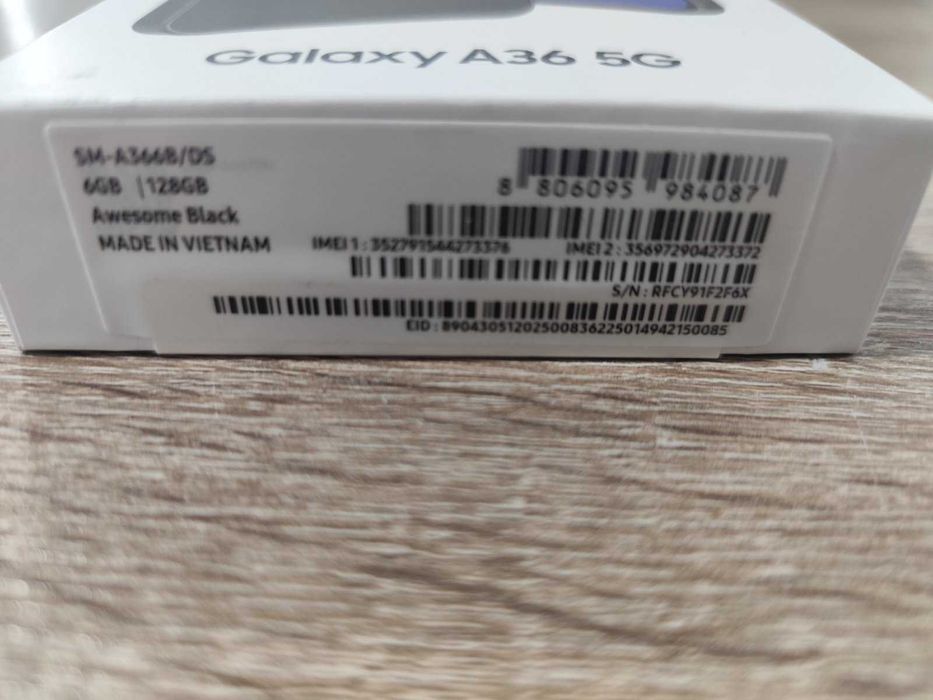 Galaxy A36 5G
SM-A366B/DS
6GB | 128GB
Awesome Black
MADE IN VIETNAM
8 806095 984087
IMEI 1 : 352791544273376 IMEI 2 : 356972904273372
S/N : RFCY91F2F6X
EID : 89043051202500836225014942150085